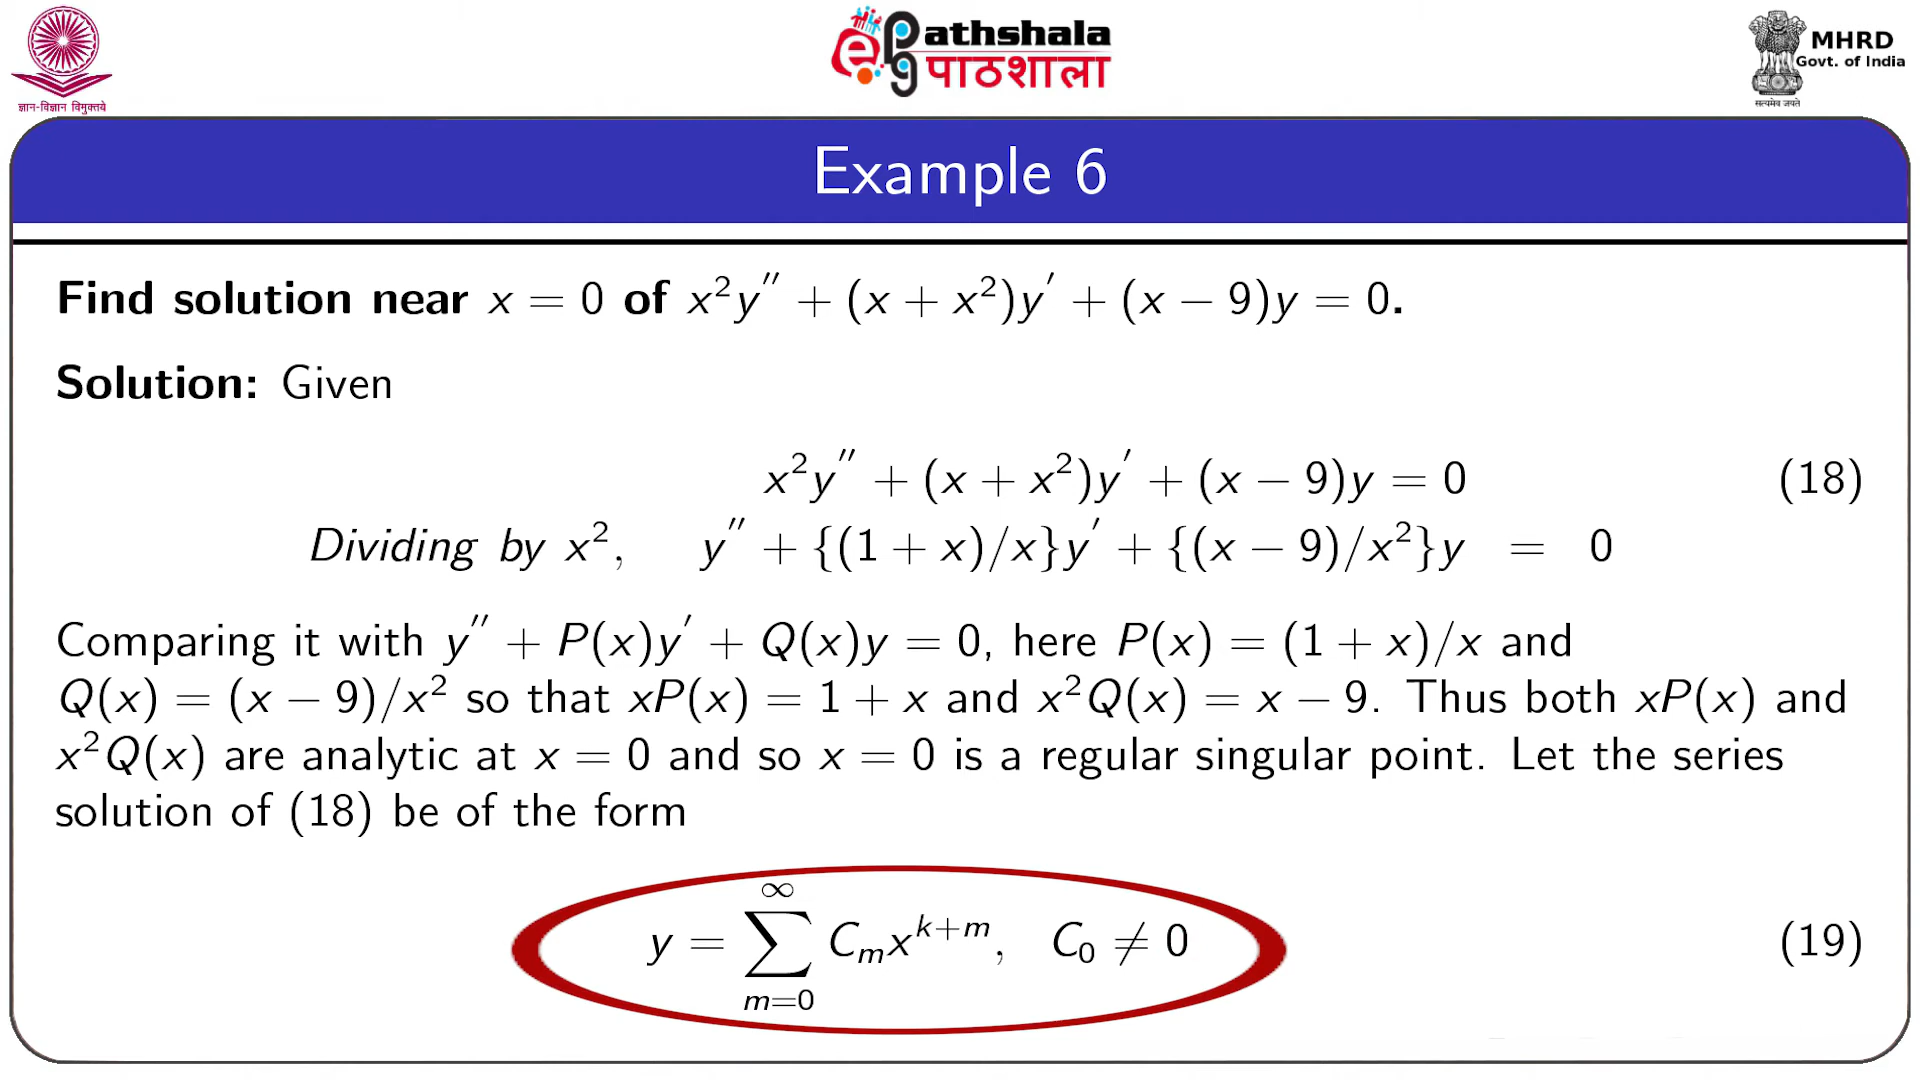 ज्ञान-विज्ञान विमुक्तये
ePG Pathshala
पाठशाला
MHRD
Govt. of India
सत्यमेव जयते
Example 6
Find solution near x = 0 of x²y″ + (x + x²)y′ + (x − 9)y = 0.
Solution: Given
x²y″ + (x + x²)y′ + (x − 9)y = 0 (18)
Dividing by x², y″ + {(1 + x)/x}y′ + {(x − 9)/x²}y = 0
Comparing it with y″ + P(x)y′ + Q(x)y = 0, here P(x) = (1 + x)/x and
Q(x) = (x − 9)/x² so that xP(x) = 1 + x and x²Q(x) = x − 9. Thus both xP(x) and
x²Q(x) are analytic at x = 0 and so x = 0 is a regular singular point. Let the series
solution of (18) be of the form
y = ∑_{m=0}^{∞} C_m x^{k+m}, C₀ ≠ 0 (19)